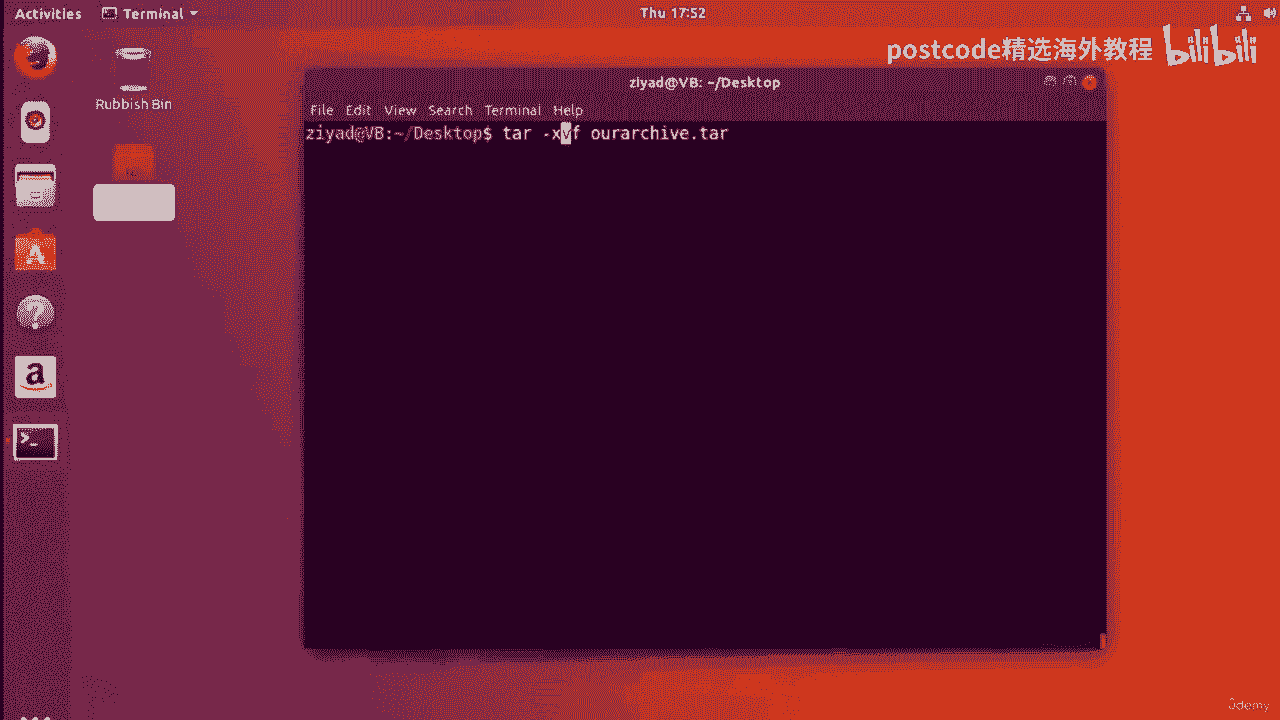 Activities Terminal Thu 17:52
postcode精选海外教程 bilibili
Rubbish Bin
ziyad@VB: ~/Desktop
File Edit View Search Terminal Help
ziyad@VB:~/Desktop$ tar -xvf ourarchive.tar
a
>_
Udemy